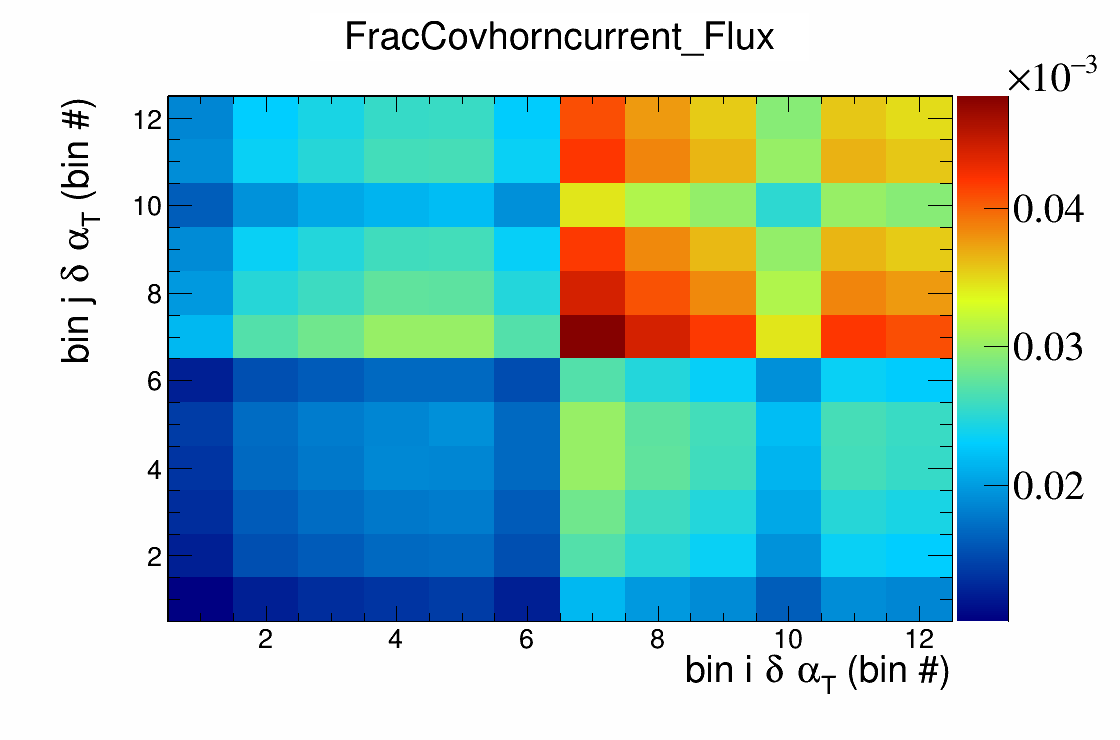 FracCovhorncurrent_Flux
×10⁻³
bin j δ α_T (bin #)
12
10
8
6
4
2
0.04
0.03
0.02
2 4 6 8 10 12
bin i δ α_T (bin #)